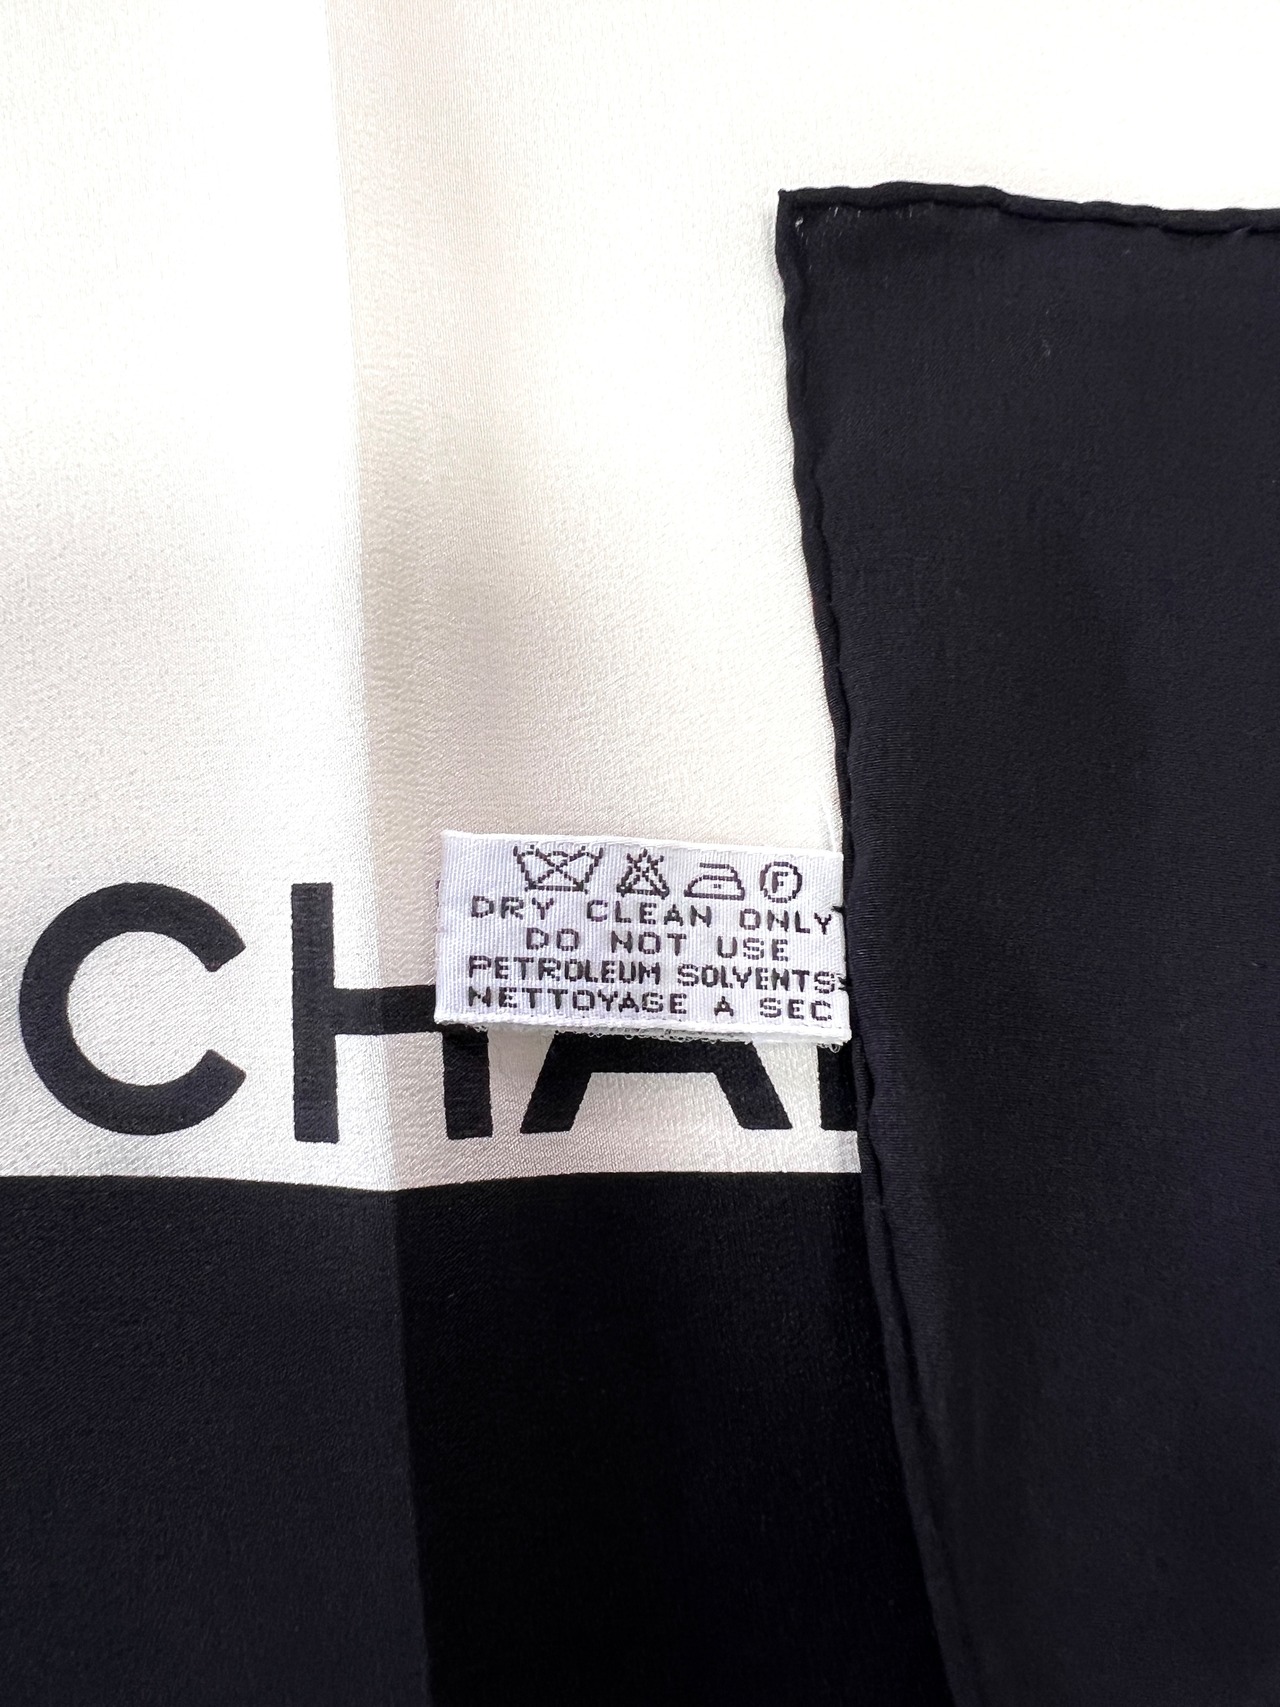 F
DRY CLEAN ONLY
DO NOT USE
PETROLEUM SOLVENTS
NETTOYAGE A SEC
CHA